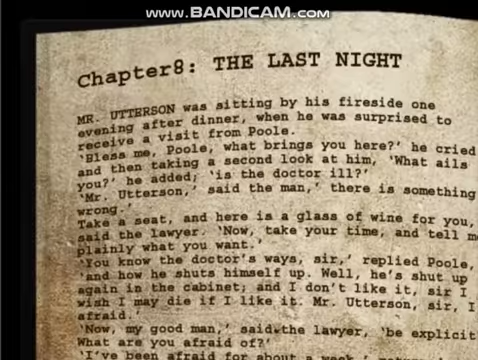 www.BANDICAM.com
Chapter8: THE LAST NIGHT
MR. UTTERSON was sitting by his fireside one
evening after dinner, when he was surprised to
receive a visit from Poole.
'Bless me, Poole, what brings you here?' he cried
and then taking a second look at him, 'What ails
you?' he added; 'is the doctor ill?'
'Mr. Utterson,' said the man,' there is something
wrong.'
Take a seat, and here is a glass of wine for you,
said the lawyer. 'Now, take your time, and tell me
plainly what you want.'
'You know the doctor's ways, sir,' replied Poole,
'and how he shuts himself up. Well, he's shut up
again in the cabinet; and I don't like it, sir I
wish I may die if I like it. Mr. Utterson, sir, I
afraid.'
'Now, my good man,' said the lawyer, 'be explicit
What are you afraid of?'
'I've been afraid for about a week,'